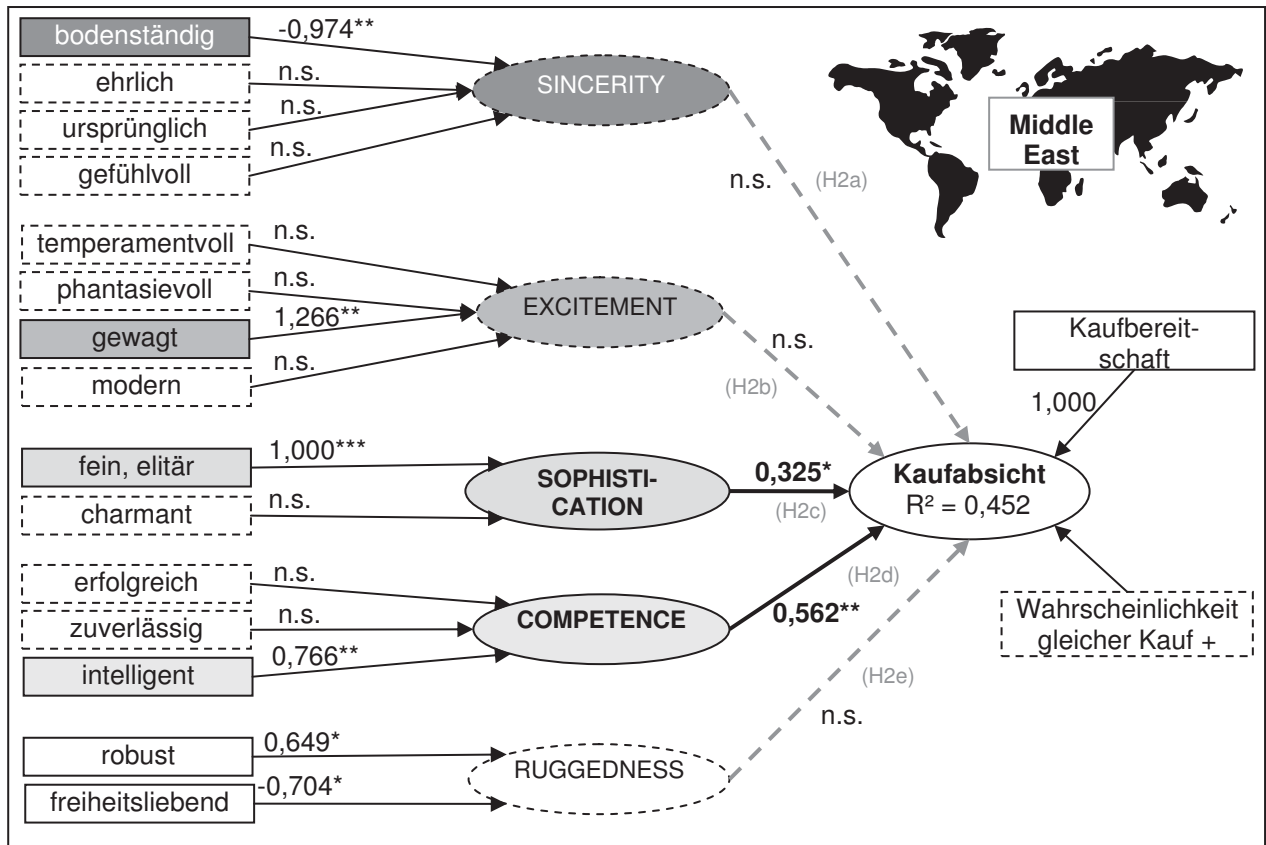 bodenständig
-0,974**
ehrlich
n.s.
ursprünglich
n.s.
gefühlvoll
n.s.
SINCERITY
n.s.
(H2a)
Middle
East
temperamentvoll
n.s.
phantasievoll
n.s.
gewagt
1,266**
modern
n.s.
EXCITEMENT
n.s.
(H2b)
Kaufbereit-
schaft
1,000
fein, elitär
1,000***
charmant
n.s.
SOPHISTI-
CATION
0,325*
(H2c)
Kaufabsicht
R² = 0,452
erfolgreich
n.s.
zuverlässig
n.s.
intelligent
0,766**
COMPETENCE
(H2d)
0,562**
Wahrscheinlichkeit
gleicher Kauf +
robust
0,649*
freiheitsliebend
-0,704*
RUGGEDNESS
(H2e)
n.s.